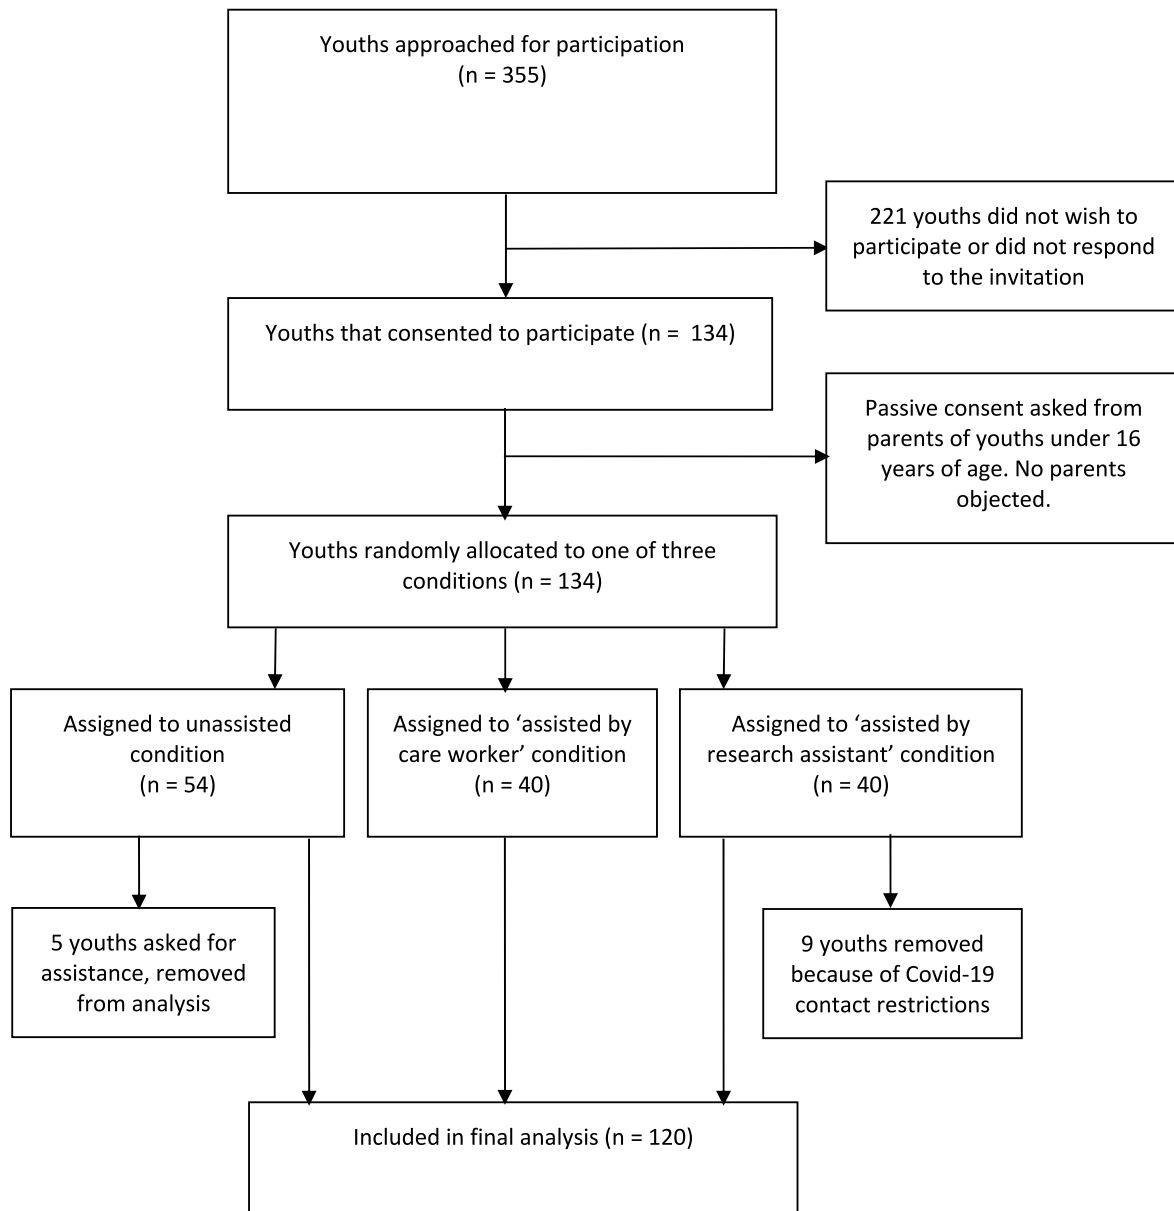 Youths approached for participation
(n = 355)
221 youths did not wish to
participate or did not respond
to the invitation
Youths that consented to participate (n =  134)
Passive consent asked from
parents of youths under 16
years of age. No parents
objected.
Youths randomly allocated to one of three
conditions (n = 134)
Assigned to unassisted
condition
(n = 54)
Assigned to ‘assisted by
care worker’ condition
(n = 40)
Assigned to ‘assisted by
research assistant’ condition
(n = 40)
5 youths asked for
assistance, removed
from analysis
9 youths removed
because of Covid-19
contact restrictions
Included in final analysis (n = 120)